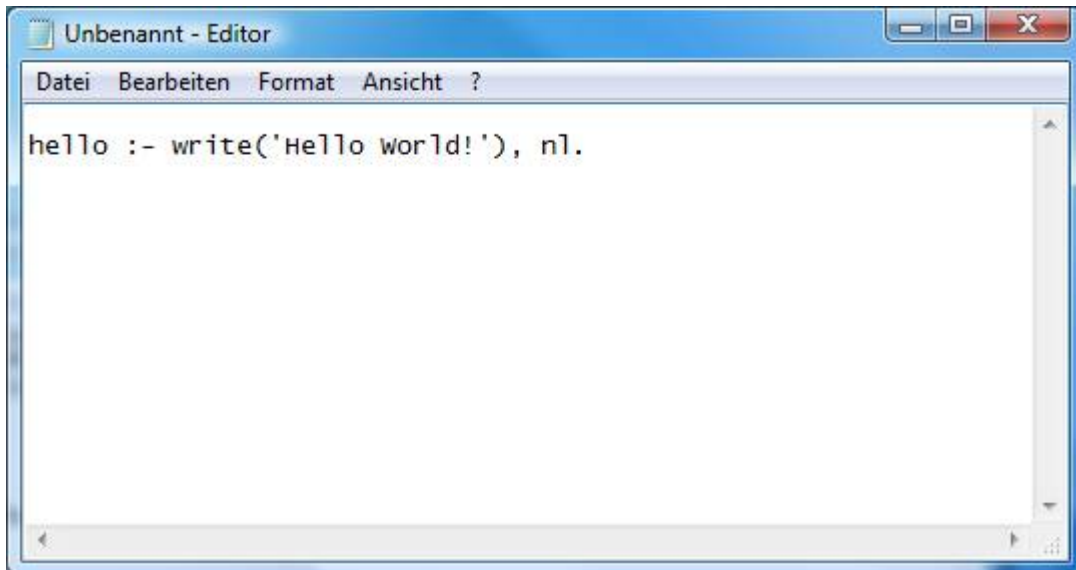 Unbenannt - Editor
Datei Bearbeiten Format Ansicht ?
hello :- write('Hello World!'), nl.